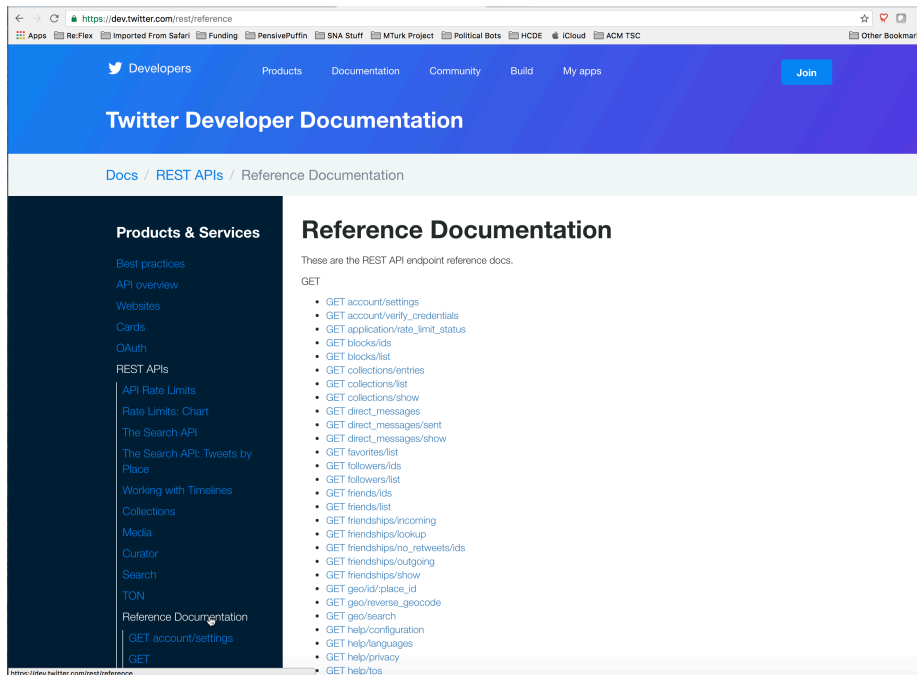 https://dev.twitter.com/rest/reference
Apps Re:Flex Imported From Safari Funding PensivePuffin SNA Stuff MTurk Project Political Bots HCDE iCloud ACM TSC Other Bookmar
Developers Products Documentation Community Build My apps Join
Twitter Developer Documentation
Docs / REST APIs / Reference Documentation
Products & Services
Best practices
API overview
Websites
Cards
OAuth
REST APIs
API Rate Limits
Rate Limits: Chart
The Search API
The Search API: Tweets by
Place
Working with Timelines
Collections
Media
Curator
Search
TON
Reference Documentation
GET account/settings
GET
Reference Documentation
These are the REST API endpoint reference docs.
GET
GET account/settings
GET account/verify_credentials
GET application/rate_limit_status
GET blocks/ids
GET blocks/list
GET collections/entries
GET collections/list
GET collections/show
GET direct_messages
GET direct_messages/sent
GET direct_messages/show
GET favorites/list
GET followers/ids
GET followers/list
GET friends/ids
GET friends/list
GET friendships/incoming
GET friendships/lookup
GET friendships/no_retweets/ids
GET friendships/outgoing
GET friendships/show
GET geo/id/:place_id
GET geo/reverse_geocode
GET geo/search
GET help/configuration
GET help/languages
GET help/privacy
GET help/tos
https://dev.twitter.com/rest/reference